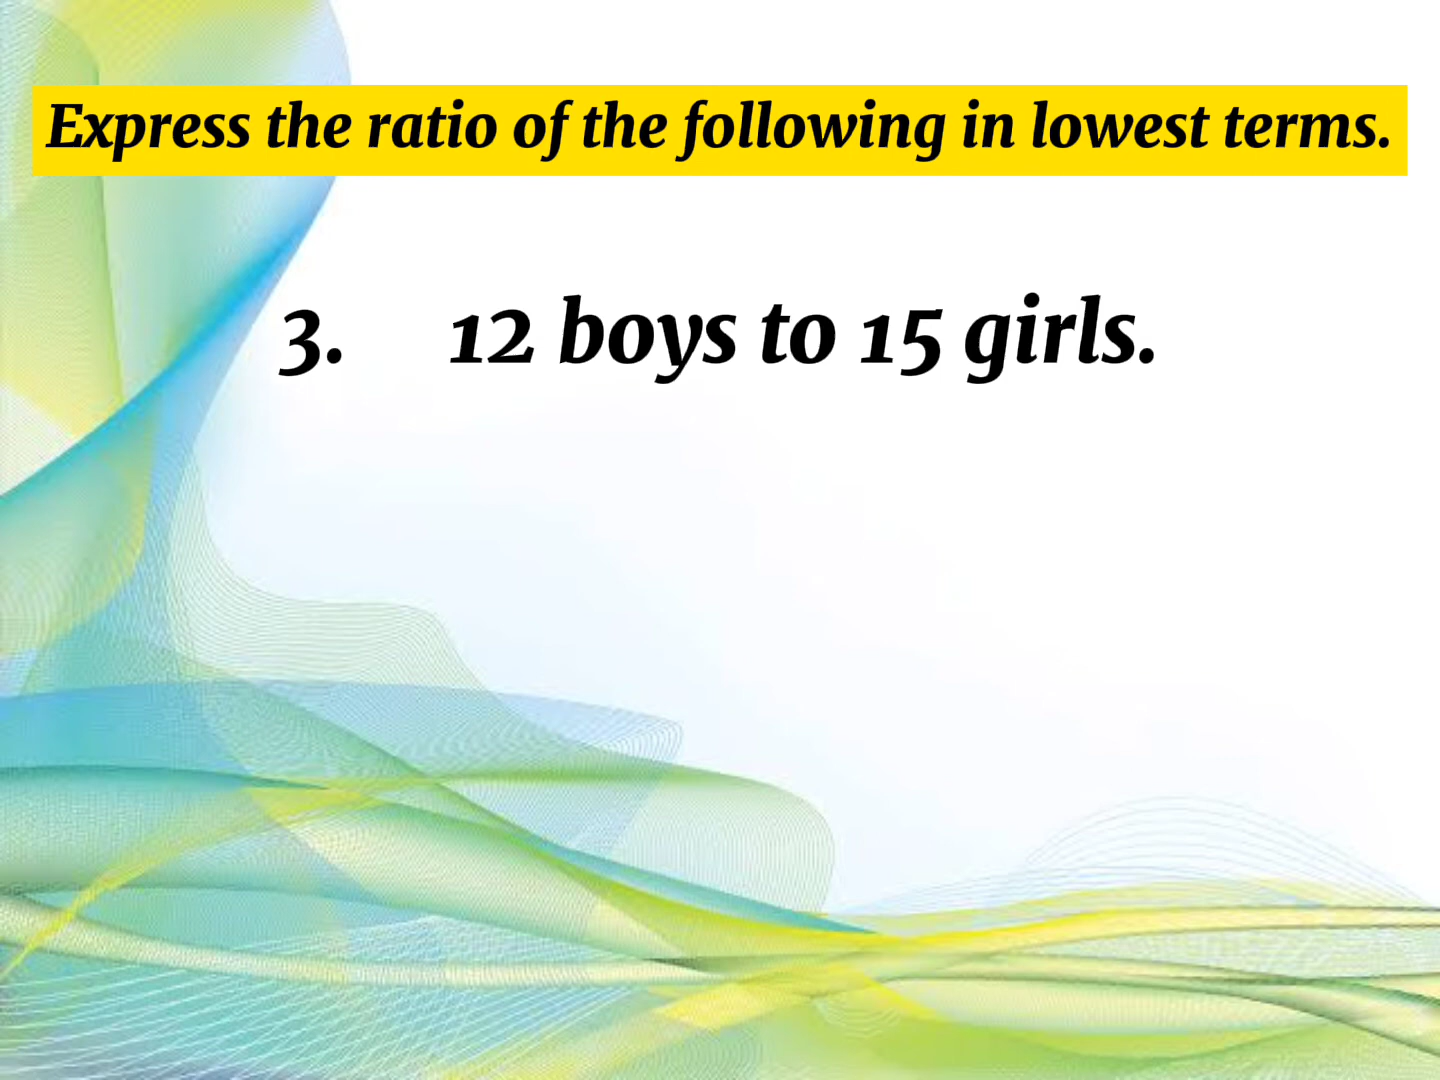 Express the ratio of the following in lowest terms.
3. 12 boys to 15 girls.